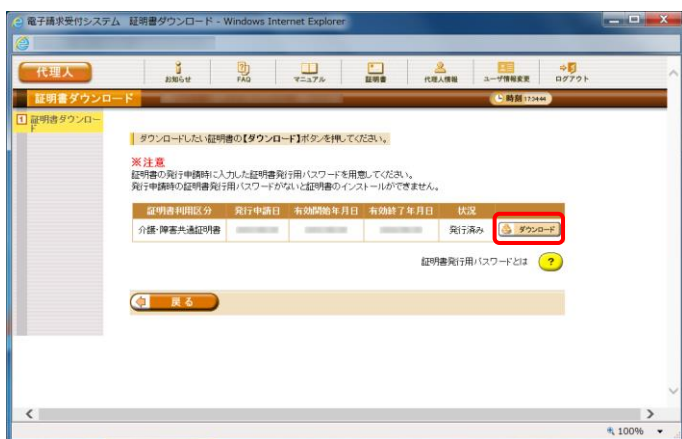 電子請求受付システム 証明書ダウンロード - Windows Internet Explorer
代理人
お知らせ FAQ マニュアル 証明書 代理人情報 ユーザ情報変更 ログアウト
証明書ダウンロード
時刻 17:34:44
1 証明書ダウンロー
ド
ダウンロードしたい証明書の【ダウンロード】ボタンを押してください。
※注意
証明書の発行申請時に入力した証明書発行用パスワードを用意してください。
発行申請時の証明書発行用パスワードがないと証明書のインストールができません。
証明書利用区分 発行申請日 有効開始年月日 有効終了年月日 状況
介護・障害共通証明書 発行済み ダウンロード
証明書発行用パスワードとは ?
戻る
100%